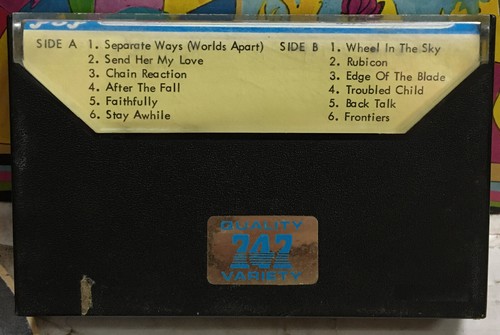 SIDE A 1. Separate Ways (Worlds Apart) SIDE B 1. Wheel In The Sky
2. Send Her My Love 2. Rubicon
3. Chain Reaction 3. Edge Of The Blade
4. After The Fall 4. Troubled Child
5. Faithfully 5. Back Talk
6. Stay Awhile 6. Frontiers
QUALITY
747
VARIETY